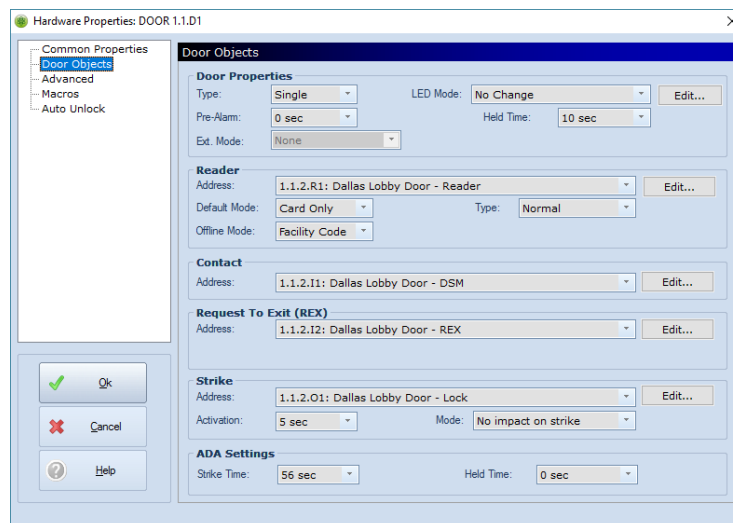 Hardware Properties: DOOR 1.1.D1
Common Properties
Door Objects
Advanced
Macros
Auto Unlock
Ok
Cancel
Help
Door Objects
Door Properties
Type: Single LED Mode: No Change Edit...
Pre-Alarm: 0 sec Held Time: 10 sec
Ext. Mode: None
Reader
Address: 1.1.2.R1: Dallas Lobby Door - Reader Edit...
Default Mode: Card Only Type: Normal
Offline Mode: Facility Code
Contact
Address: 1.1.2.I1: Dallas Lobby Door - DSM Edit...
Request To Exit (REX)
Address: 1.1.2.I2: Dallas Lobby Door - REX Edit...
Strike
Address: 1.1.2.O1: Dallas Lobby Door - Lock Edit...
Activation: 5 sec Mode: No impact on strike
ADA Settings
Strike Time: 56 sec Held Time: 0 sec